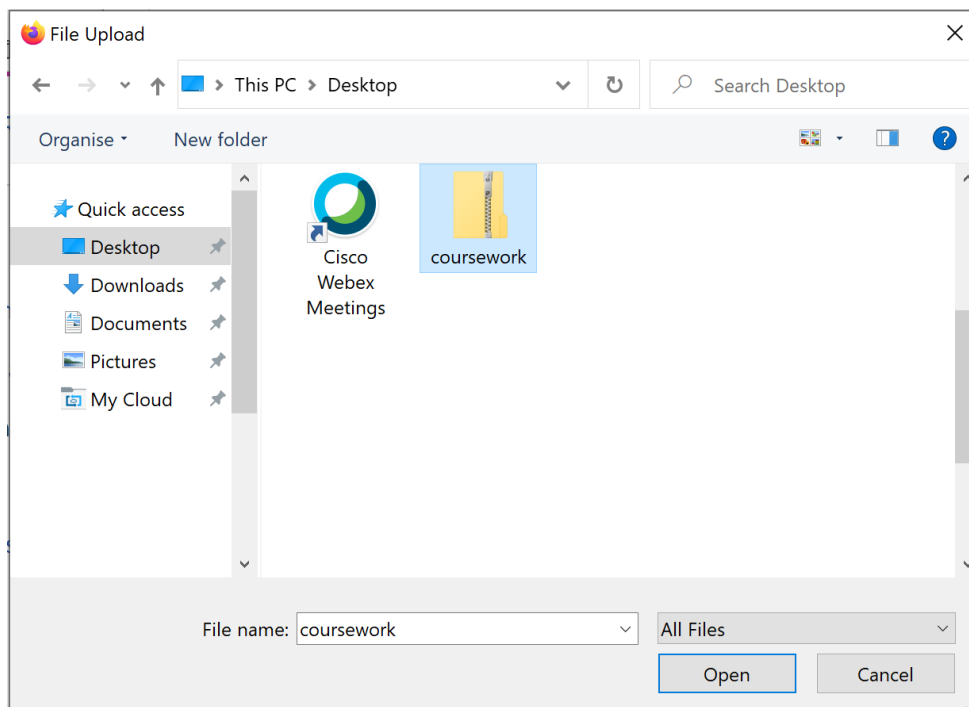 File Upload
This PC > Desktop
Search Desktop
Organise
New folder
?
Quick access
Desktop
Downloads
Documents
Pictures
My Cloud
Cisco
Webex
Meetings
coursework
File name: coursework
All Files
Open
Cancel